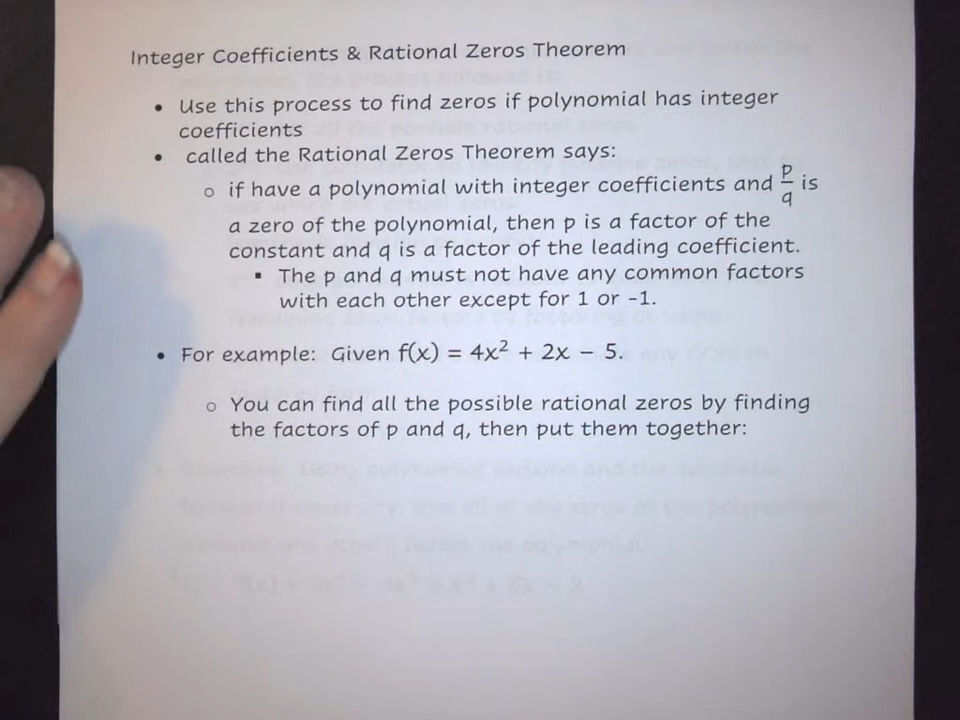 Integer Coefficients & Rational Zeros Theorem
• Use this process to find zeros if polynomial has integer
coefficients
• called the Rational Zeros Theorem says:
o if have a polynomial with integer coefficients and p/q is
a zero of the polynomial, then p is a factor of the
constant and q is a factor of the leading coefficient.
▪ The p and q must not have any common factors
with each other except for 1 or -1.
• For example: Given f(x) = 4x² + 2x – 5.
o You can find all the possible rational zeros by finding
the factors of p and q, then put them together: